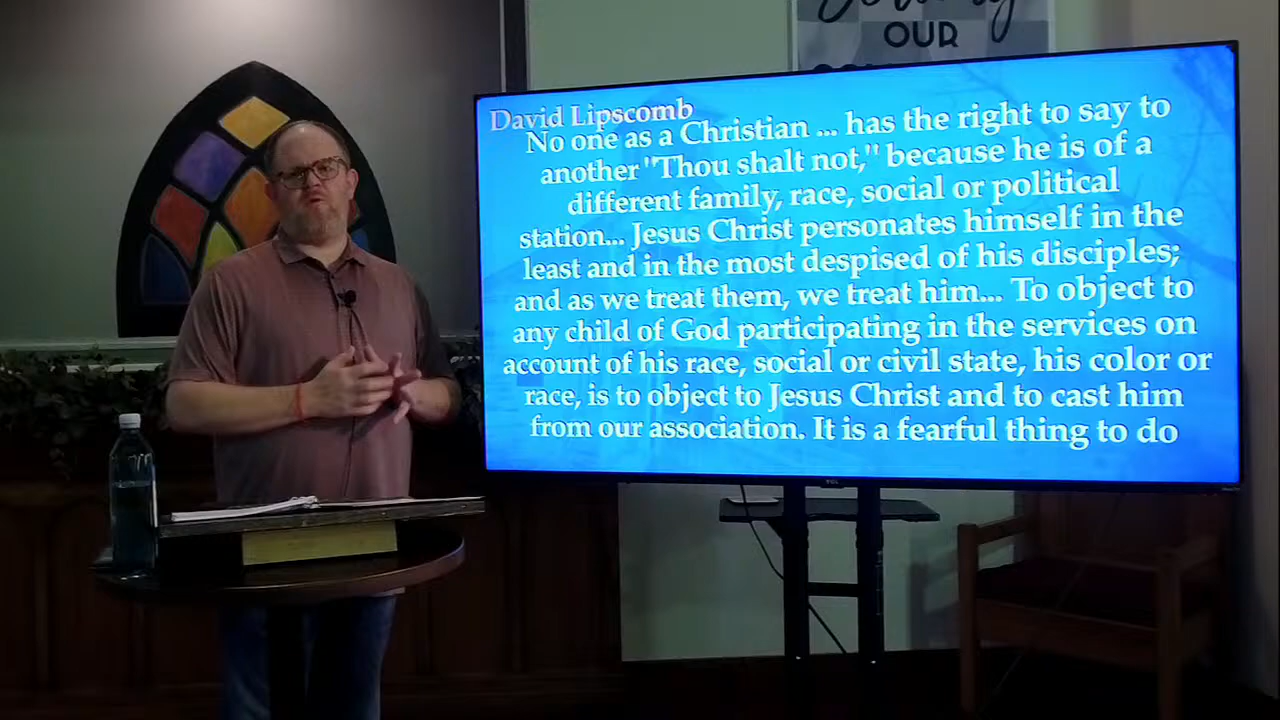 OUR
David Lipscomb
No one as a Christian ... has the right to say to
another "Thou shalt not," because he is of a
different family, race, social or political
station... Jesus Christ personates himself in the
least and in the most despised of his disciples;
and as we treat them, we treat him... To object to
any child of God participating in the services on
account of his race, social or civil state, his color or
race, is to object to Jesus Christ and to cast him
from our association. It is a fearful thing to do
TCL